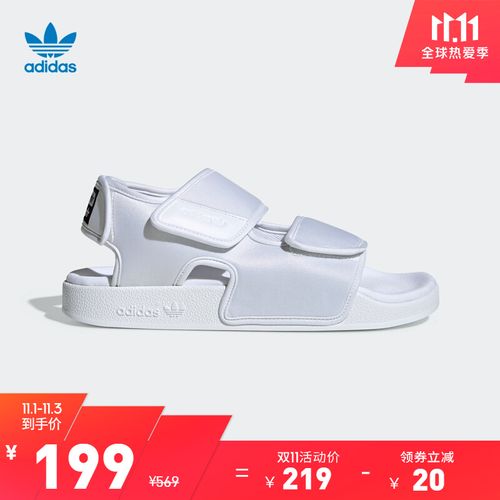 adidas
11.11
全球热爱季
adidas
11.1-11.3
到手价
¥ 199 ¥569
=
双11活动价
¥ 219
-
领券立减
¥ 20